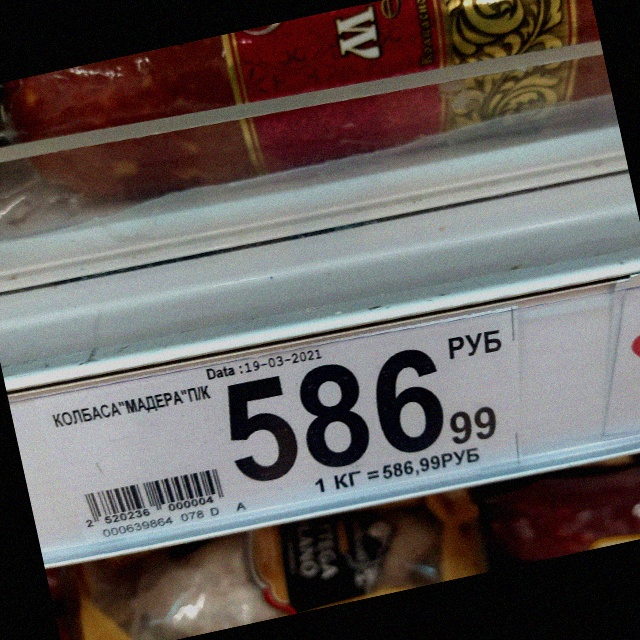 Data :19-03-2021
КОЛБАСА"МАДЕРА"П/К
586 99 РУБ
1 КГ =586,99РУБ
2 520236 000004
000639864 078 D A